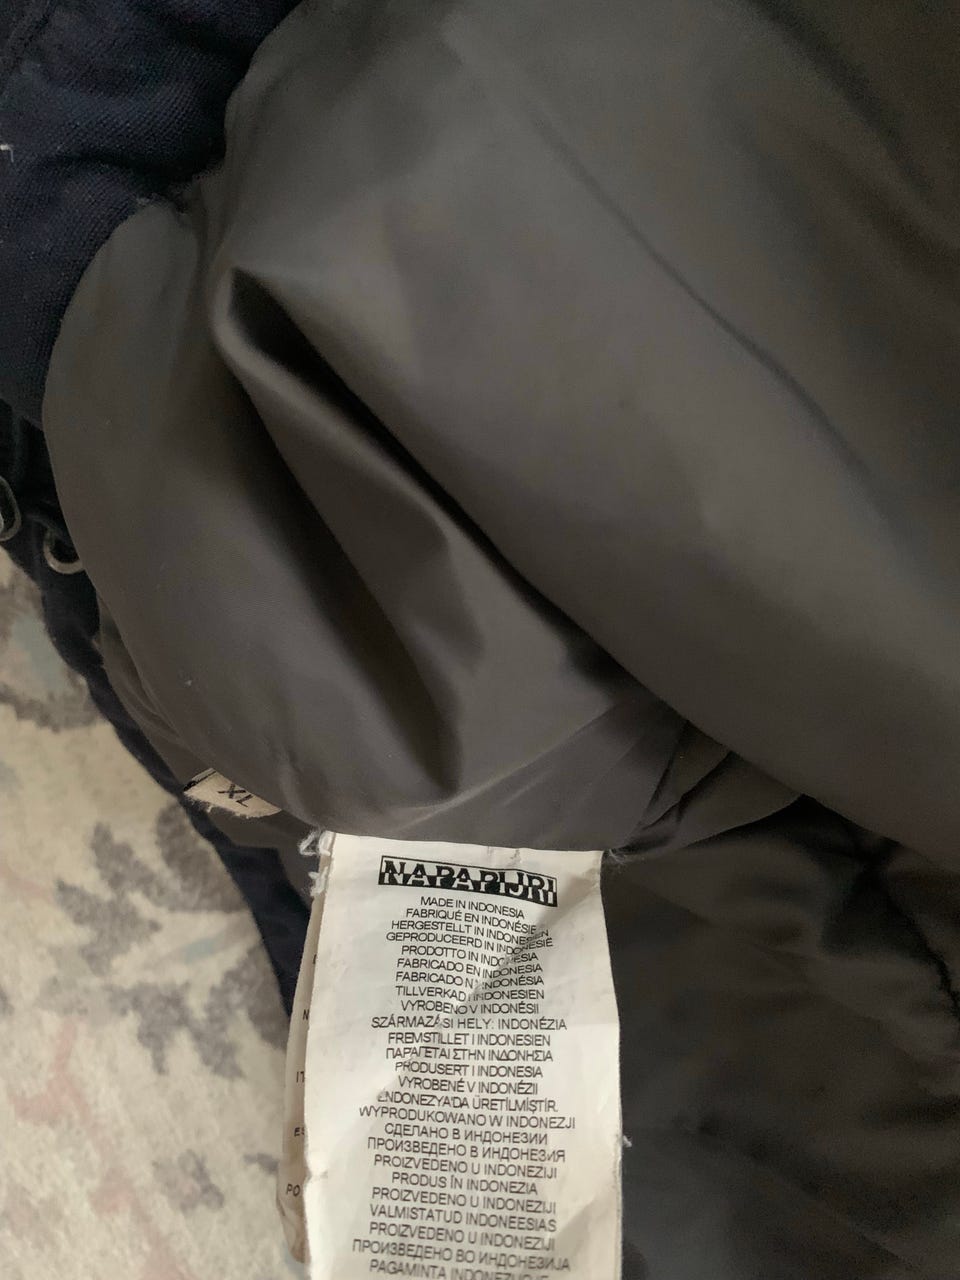 XL
NAPAPIJRI
MADE IN INDONESIA
FABRIQUÉ EN INDONÉSIE
HERGESTELLT IN INDONESIEN
GEPRODUCEERD IN INDONESIË
PRODOTTO IN INDONESIA
FABRICADO EN INDONESIA
FABRICADO N INDONÉSIA
TILLVERKAD I INDONESIEN
VYROBENO V INDONÉSII
SZÁRMAZÁSI HELY: INDONÉZIA
FREMSTILLET I INDONESIEN
ΠΑΡΑΓΕΤΑΙ ΣΤΗΝ ΙΝΔΟΝΗΣΙΑ
PRODUSERT I INDONESIA
VYROBENÉ V INDONÉZII
ENDONEZYA'DA ÜRETİLMİŞTİR.
WYPRODUKOWANO W INDONEZJI
СДЕЛАНО В ИНДОНЕЗИИ
ПРОИЗВЕДЕНО В ИНДОНЕЗИЯ
PROIZVEDENO U INDONEZIJI
PRODUS ÎN INDONEZIA
PROIZVEDENO U INDONEZIJI
VALMISTATUD INDONEESIAS
PROIZVEDENO U INDONEZIJI
ПРОИЗВЕДЕНО ВО ИНДОНЕЗИЈА
PAGAMINTA
PO